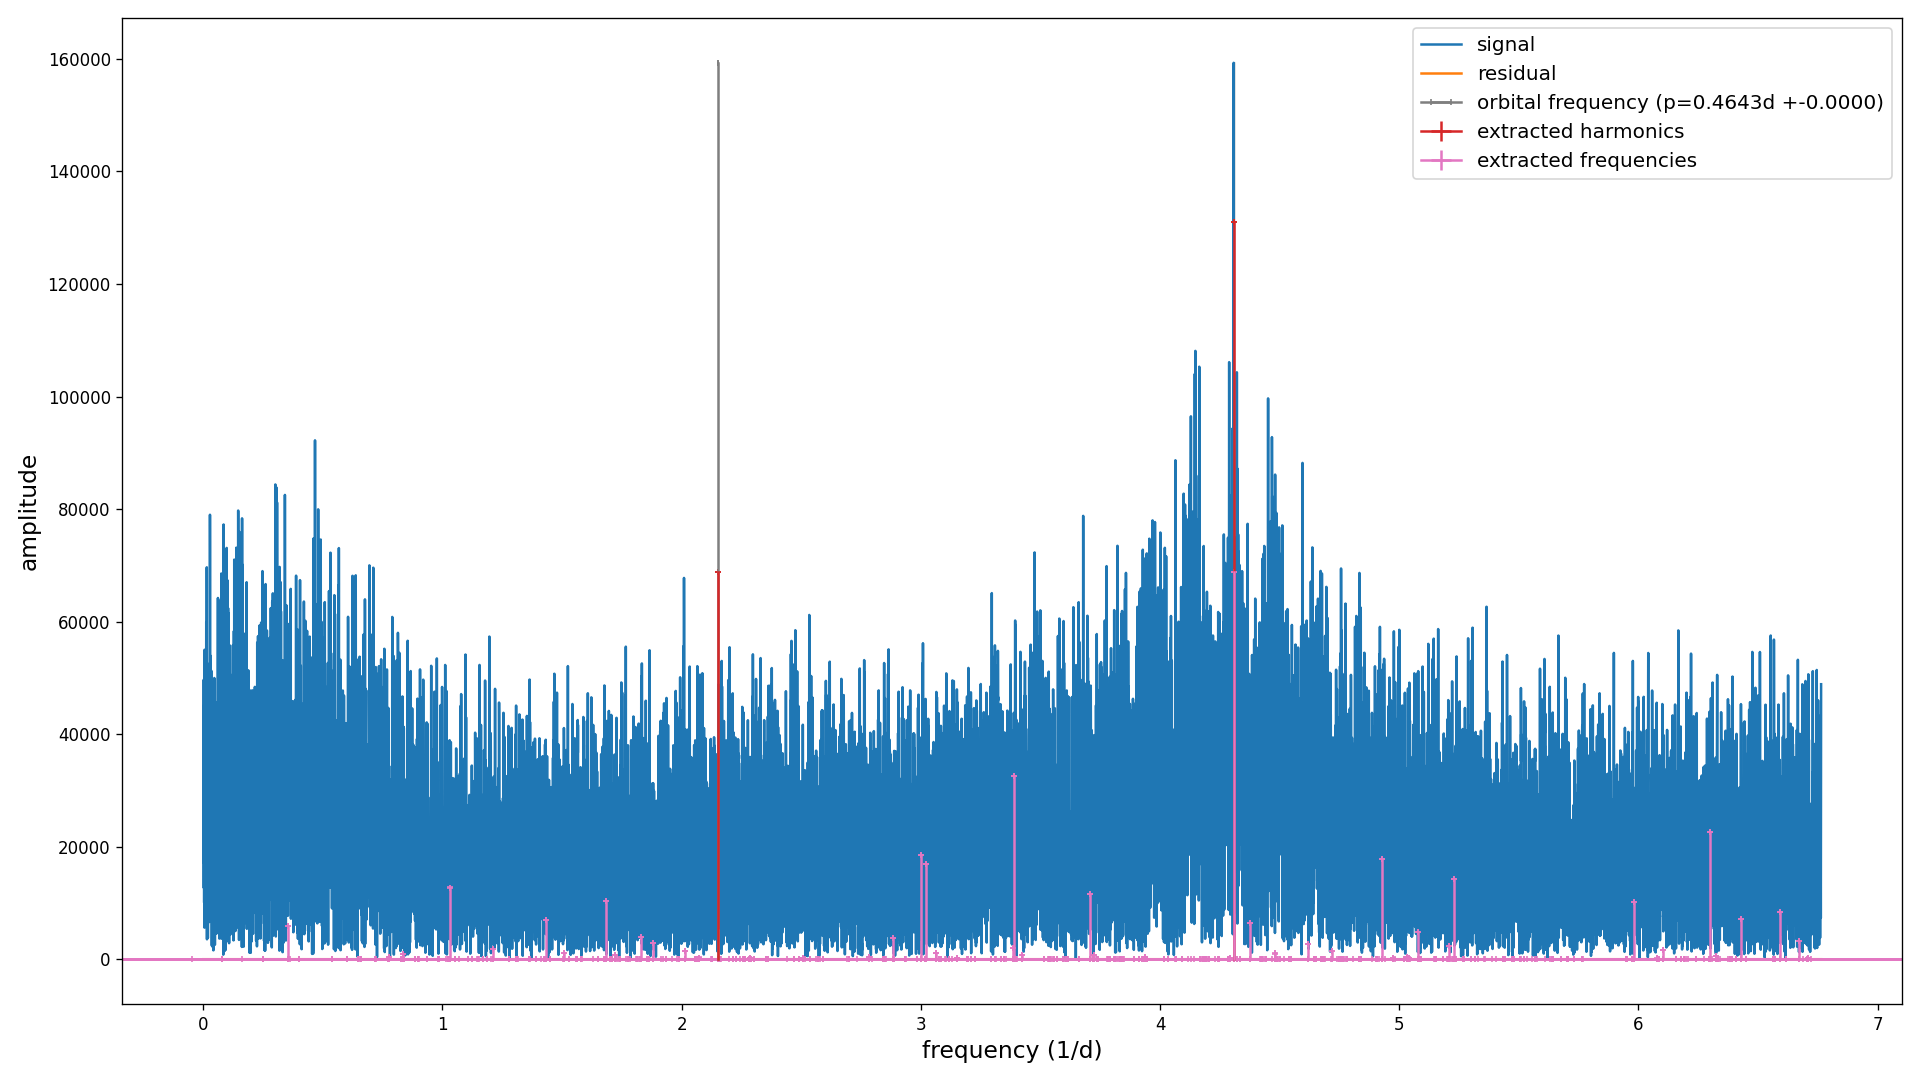 signal
residual
orbital frequency (p=0.4643d +-0.0000)
extracted harmonics
extracted frequencies
160000
140000
120000
100000
80000
60000
40000
20000
0
amplitude
0 1 2 3 4 5 6 7
frequency (1/d)